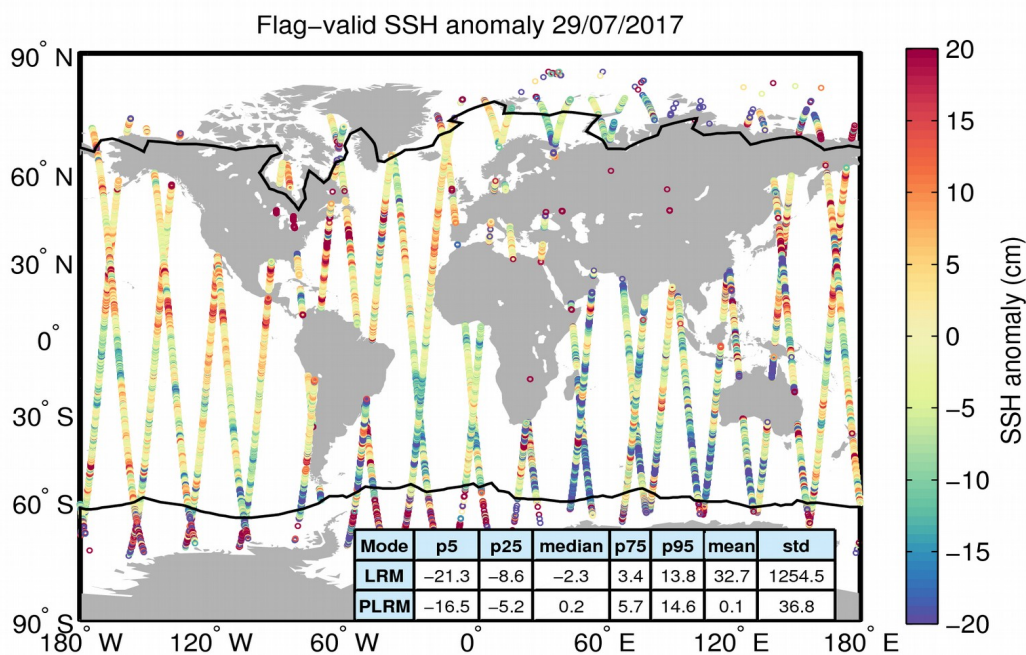 Flag−valid SSH anomaly 29/07/2017
90° N
60° N
30° N
0°
30° S
60° S
90° S
180° W
120° W
60° W
0°
60° E
120° E
180° E
20
15
10
5
0
−5
−10
−15
−20
SSH anomaly (cm)
Mode p5 p25 median p75 p95 mean std
LRM −21.3 −8.6 −2.3 3.4 13.8 32.7 1254.5
PLRM −16.5 −5.2 0.2 5.7 14.6 0.1 36.8